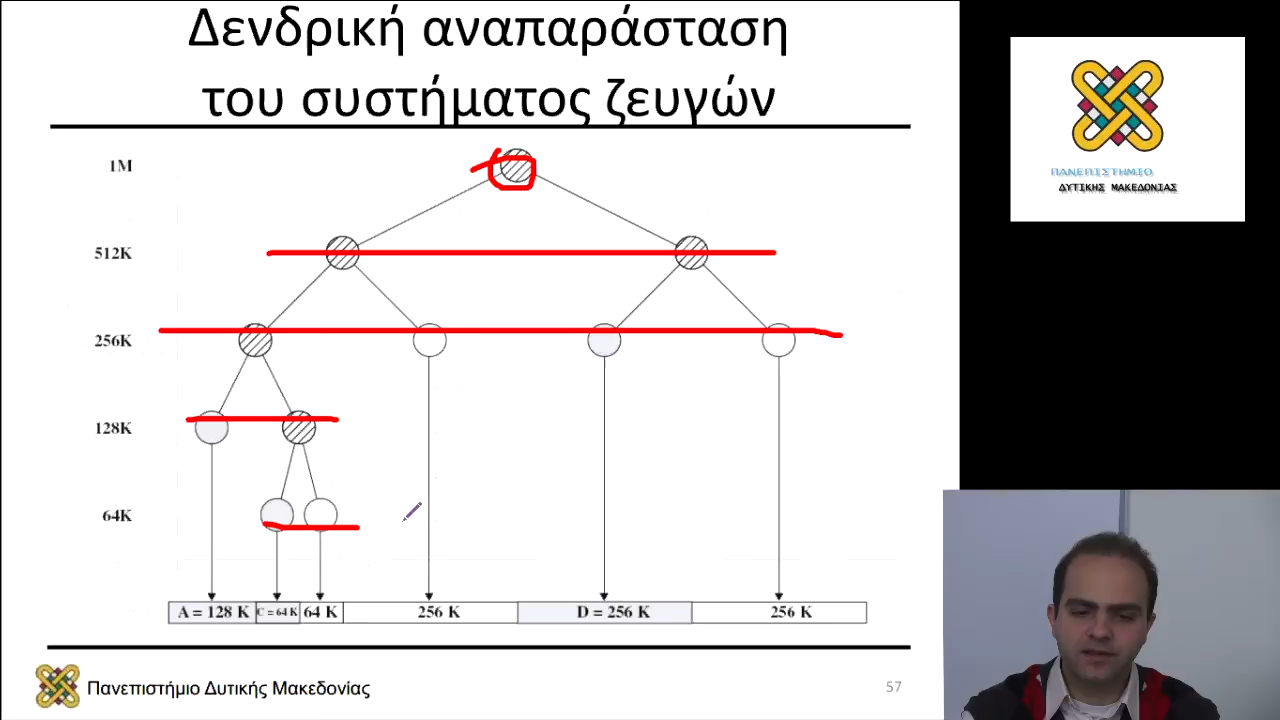 Δενδρική αναπαράσταση
του συστήματος ζευγών
1M
512K
256K
128K
64K
A = 128 K
C = 64 K
64 K
256 K
D = 256 K
256 K
Πανεπιστήμιο Δυτικής Μακεδονίας
57
ΠΑΝΕΠΙΣΤΗΜΙΟ
ΔΥΤΙΚΗΣ ΜΑΚΕΔΟΝΙΑΣ